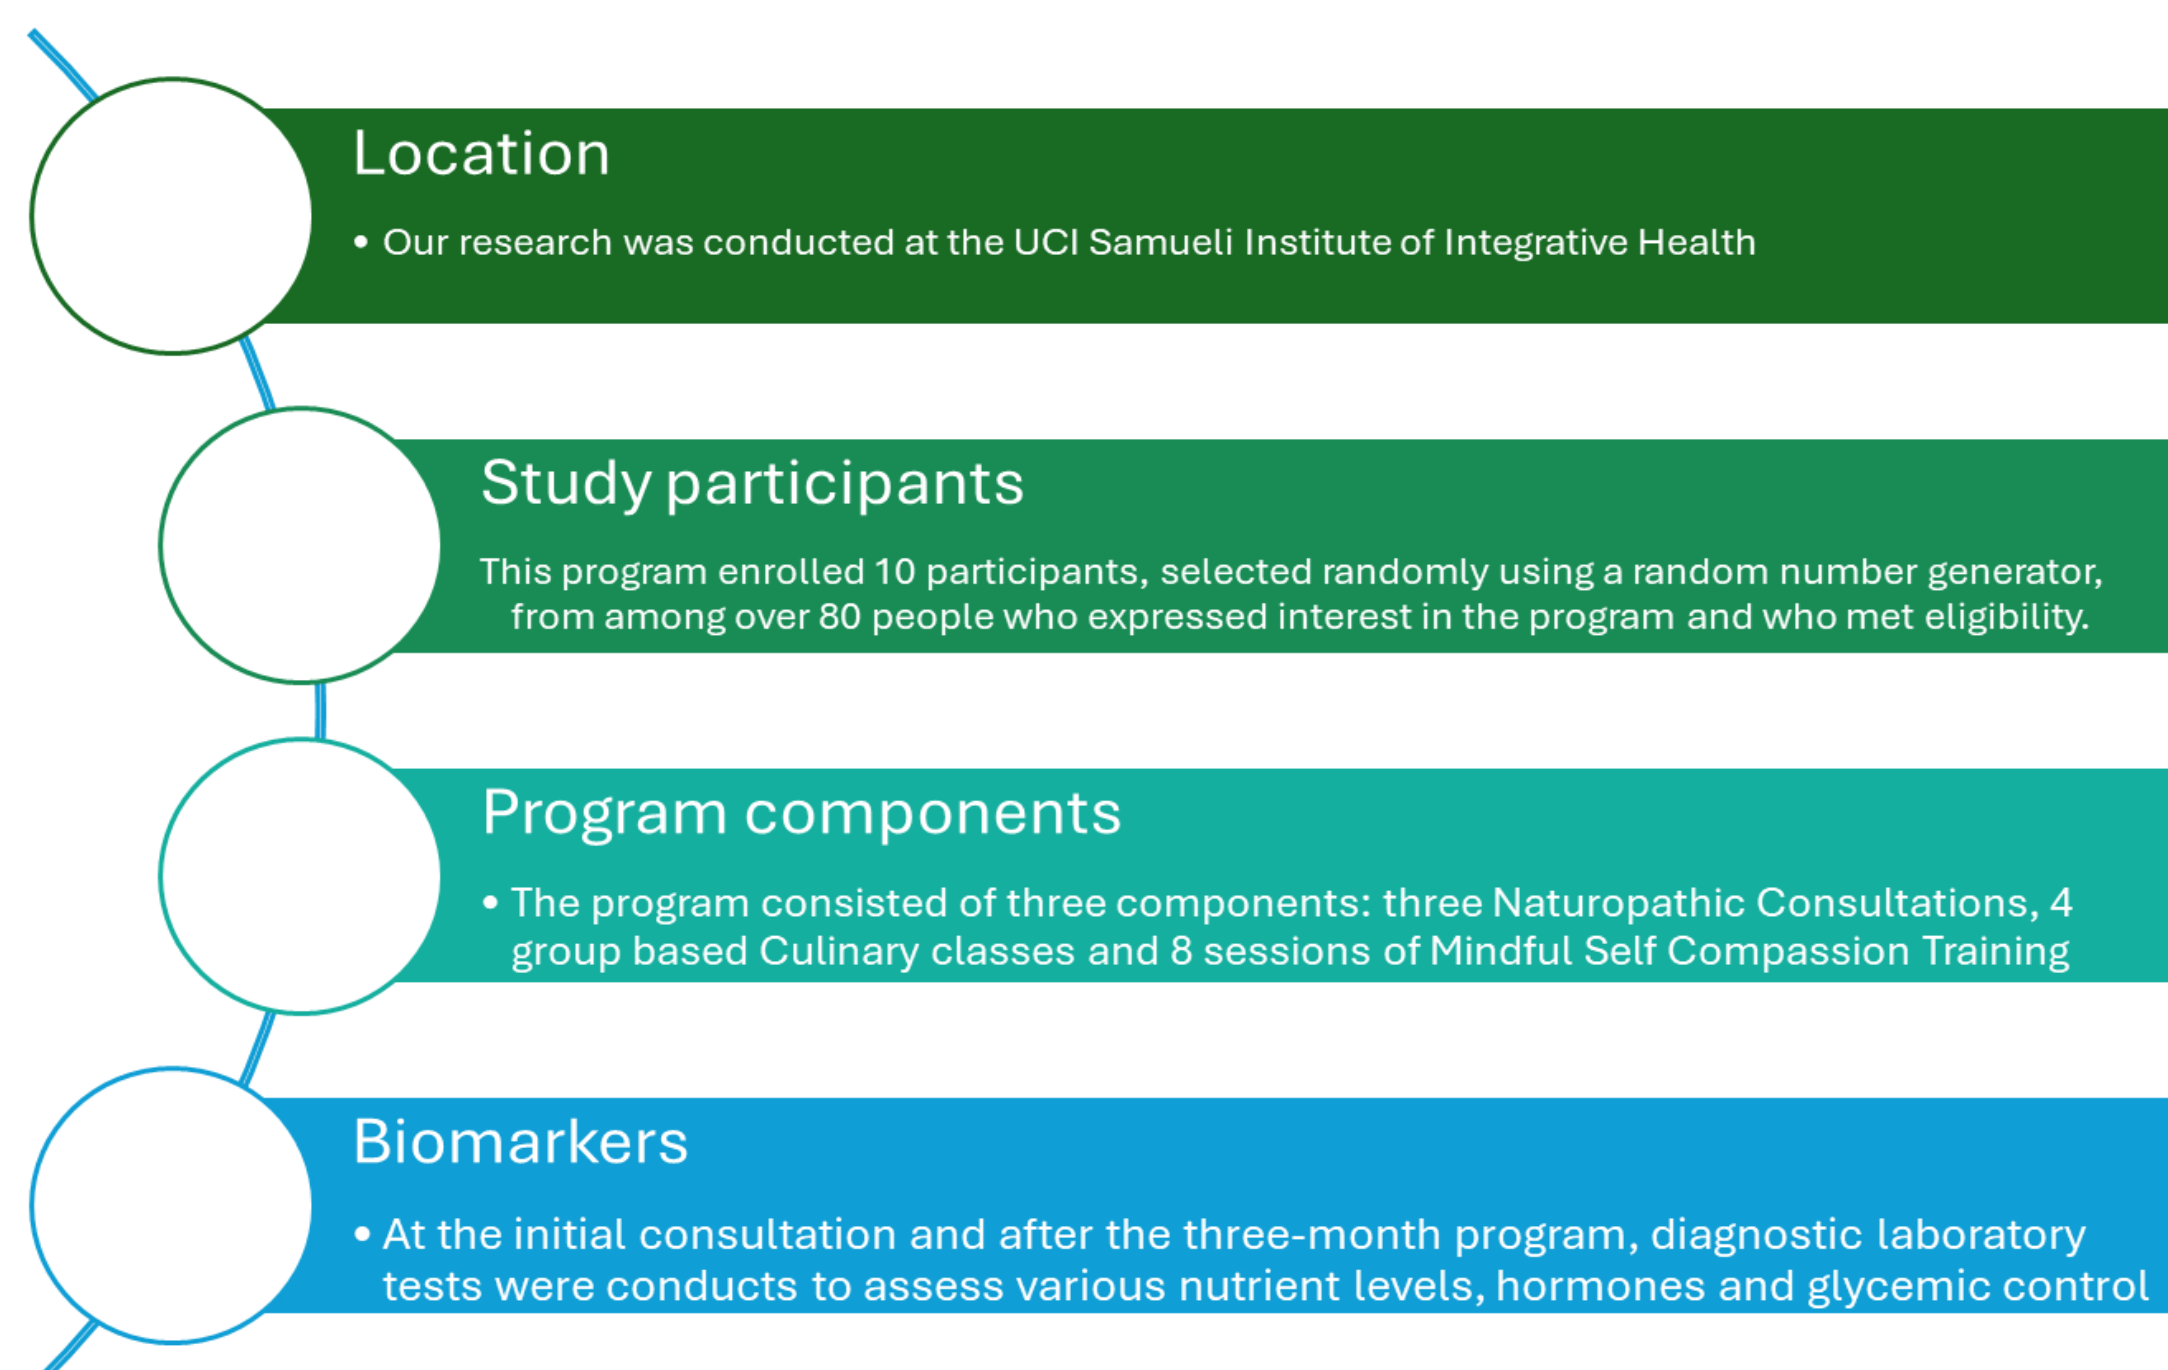 Location
• Our research was conducted at the UCI Samueli Institute of Integrative Health
Study participants
This program enrolled 10 participants, selected randomly using a random number generator,
from among over 80 people who expressed interest in the program and who met eligibility.
Program components
• The program consisted of three components: three Naturopathic Consultations, 4
group based Culinary classes and 8 sessions of Mindful Self Compassion Training
Biomarkers
• At the initial consultation and after the three-month program, diagnostic laboratory
tests were conducts to assess various nutrient levels, hormones and glycemic control